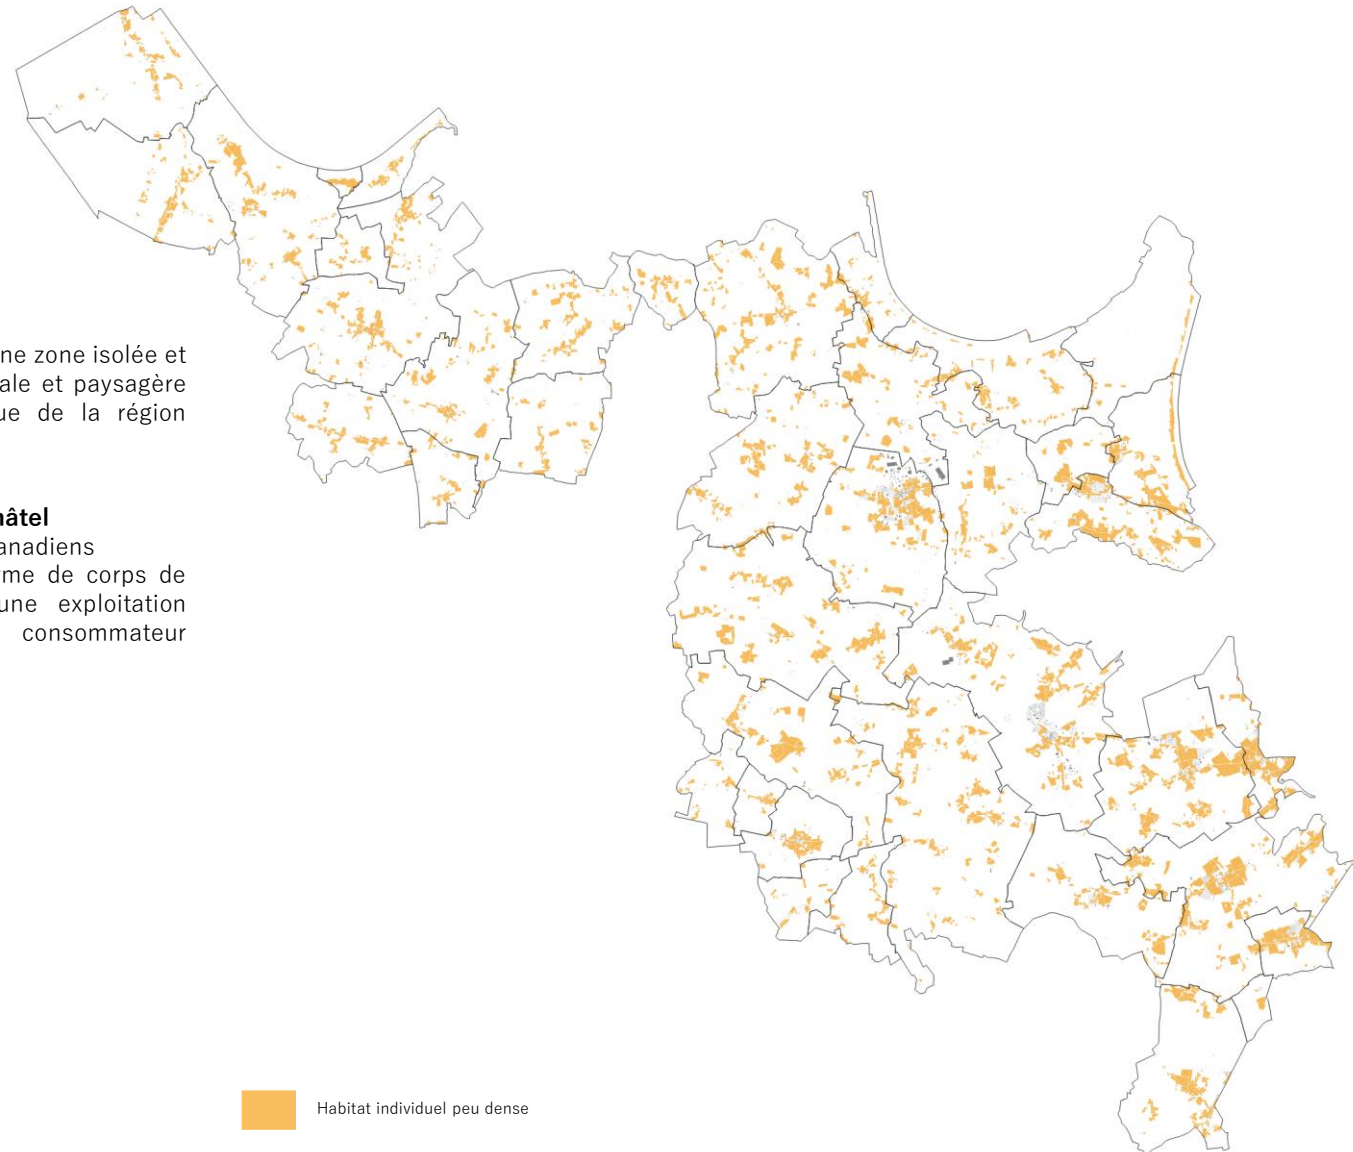 ne zone isolée et
ale et paysagère
ue de la région
hâtel
anadiens
rme de corps de
une exploitation
consommateur
Habitat individuel peu dense